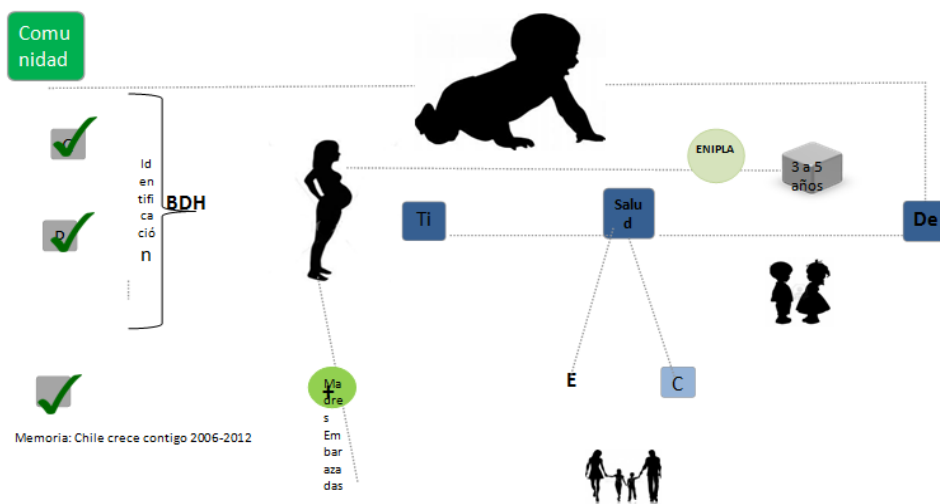 Comu
nidad
Id
en
tifi
ca
ció
n
BDH
ENIPLA
3 a 5
años
Ti
Salu
d
De
E
C
Ma
dre
s
Em
bar
aza
das
+
Memoria: Chile crece contigo 2006-2012